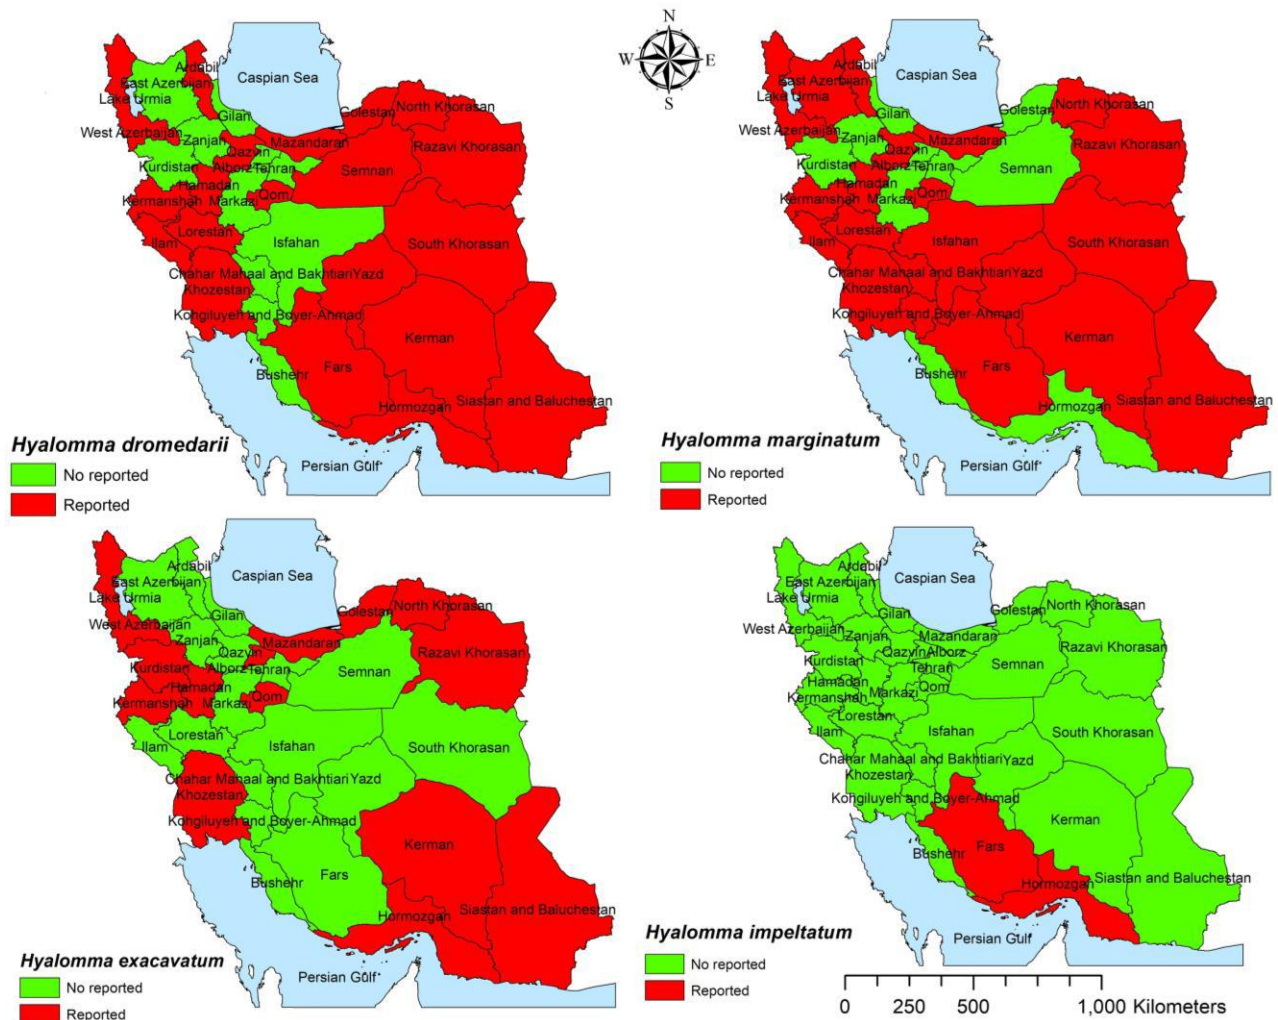 N
W E
S
Caspian Sea
Ardabil
East Azerbijan
Lake Urmia
Gilan
West Azerbaijan
Zanjan
Golestan
North Khorasan
Mazandaran
Qazvin
Razavi Khorasan
Kurdistan
Alborz
Tehran
Semnan
Hamadan
Qom
Kermanshah
Markazi
Lorestan
Ilam
Isfahan
South Khorasan
Chahar Mahaal and Bakhtiari
Yazd
Khozestan
Kohgiluyeh and Boyer-Ahmad
Kerman
Fars
Bushehr
Hormozgan
Siastan and Baluchestan
Persian Gulf
Hyalomma dromedarii
No reported
Reported
Caspian Sea
Ardabil
East Azerbijan
Lake Urmia
Gilan
West Azerbaijan
Zanjan
Golestan
North Khorasan
Mazandaran
Qazvin
Razavi Khorasan
Kurdistan
Alborz
Tehran
Semnan
Hamadan
Qom
Kermanshah
Markazi
Lorestan
Ilam
Isfahan
South Khorasan
Chahar Mahaal and Bakhtiari
Yazd
Khozestan
Kohgiluyeh and Boyer-Ahmad
Kerman
Fars
Bushehr
Hormozgan
Siastan and Baluchestan
Persian Gulf
Hyalomma marginatum
No reported
Reported
Caspian Sea
Ardabil
East Azerbijan
Lake Urmia
Gilan
West Azerbaijan
Zanjan
Golestan
North Khorasan
Mazandaran
Qazvin
Razavi Khorasan
Kurdistan
Alborz
Tehran
Semnan
Hamadan
Qom
Kermanshah
Markazi
Lorestan
Ilam
Isfahan
South Khorasan
Chahar Mahaal and Bakhtiari
Yazd
Khozestan
Kohgiluyeh and Boyer-Ahmad
Kerman
Fars
Bushehr
Hormozgan
Siastan and Baluchestan
Persian Gulf
Hyalomma exacavatum
No reported
Reported
Caspian Sea
Ardabil
East Azerbijan
Lake Urmia
Gilan
West Azerbaijan
Zanjan
Golestan
North Khorasan
Mazandaran
Qazvin
Alborz
Razavi Khorasan
Kurdistan
Tehran
Semnan
Hamadan
Qom
Kermanshah
Markazi
Lorestan
Ilam
Isfahan
South Khorasan
Chahar Mahaal and Bakhtiari
Yazd
Khozestan
Kohgiluyeh and Boyer-Ahmad
Kerman
Fars
Bushehr
Hormozgan
Siastan and Baluchestan
Persian Gulf
Hyalomma impeltatum
No reported
Reported
0 250 500 1,000 Kilometers